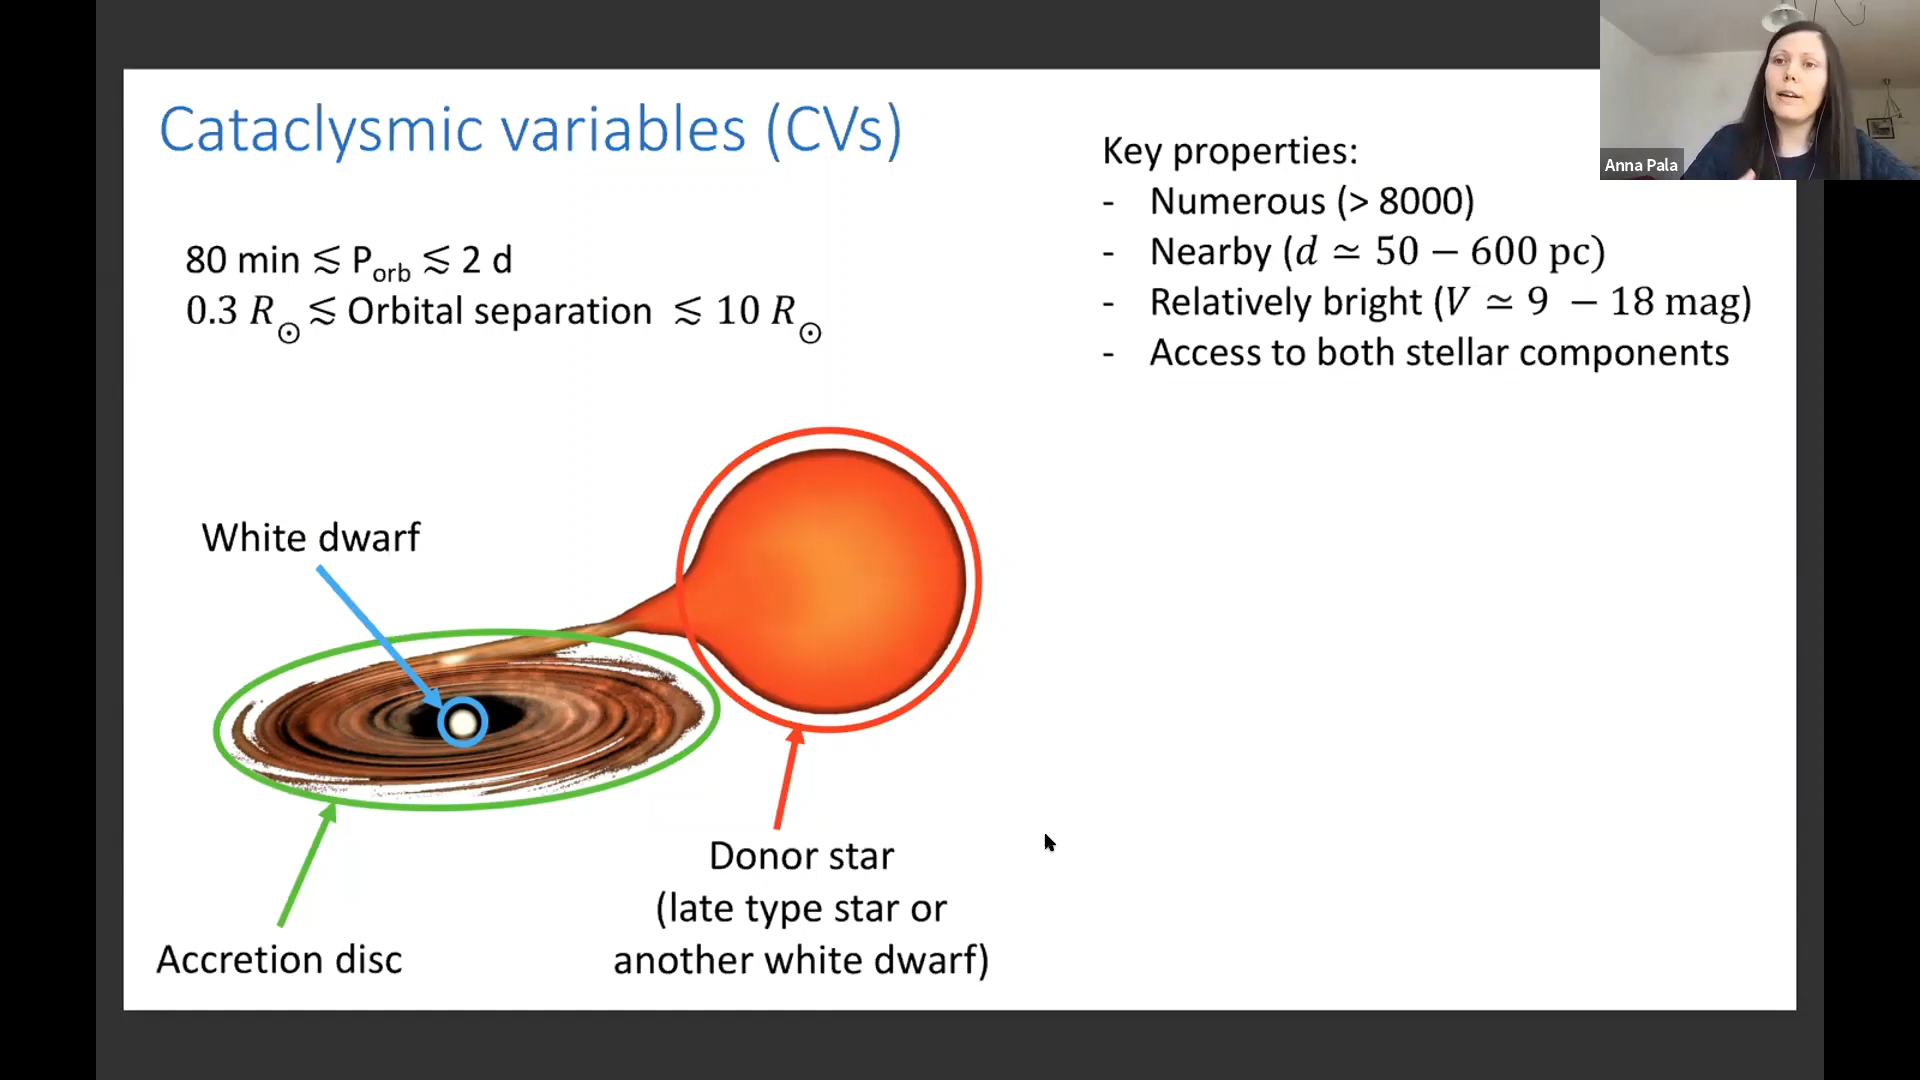 Cataclysmic variables (CVs)
80 min ≲ P_orb ≲ 2 d
0.3 R_⊙ ≲ Orbital separation ≲ 10 R_⊙
Key properties:
- Numerous (> 8000)
- Nearby (d ≃ 50 − 600 pc)
- Relatively bright (V ≃ 9 − 18 mag)
- Access to both stellar components
Anna Pala
White dwarf
Accretion disc
Donor star
(late type star or
another white dwarf)